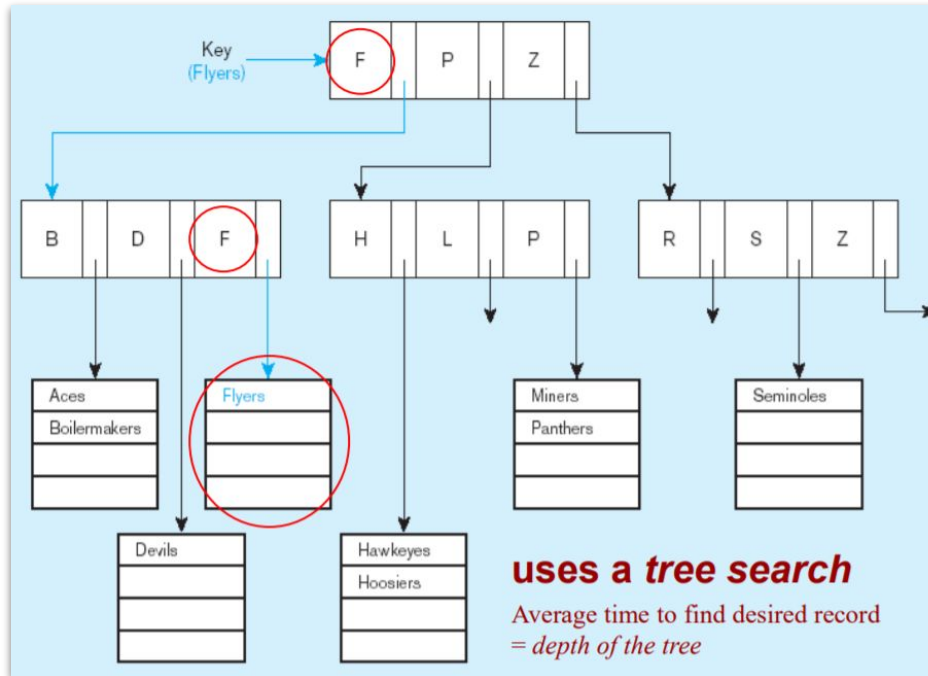 Key
(Flyers)
F P Z
B D F
H L P
R S Z
Aces
Boilermakers
Flyers
Miners
Panthers
Seminoles
Devils
Hawkeyes
Hoosiers
uses a tree search
Average time to find desired record
= depth of the tree